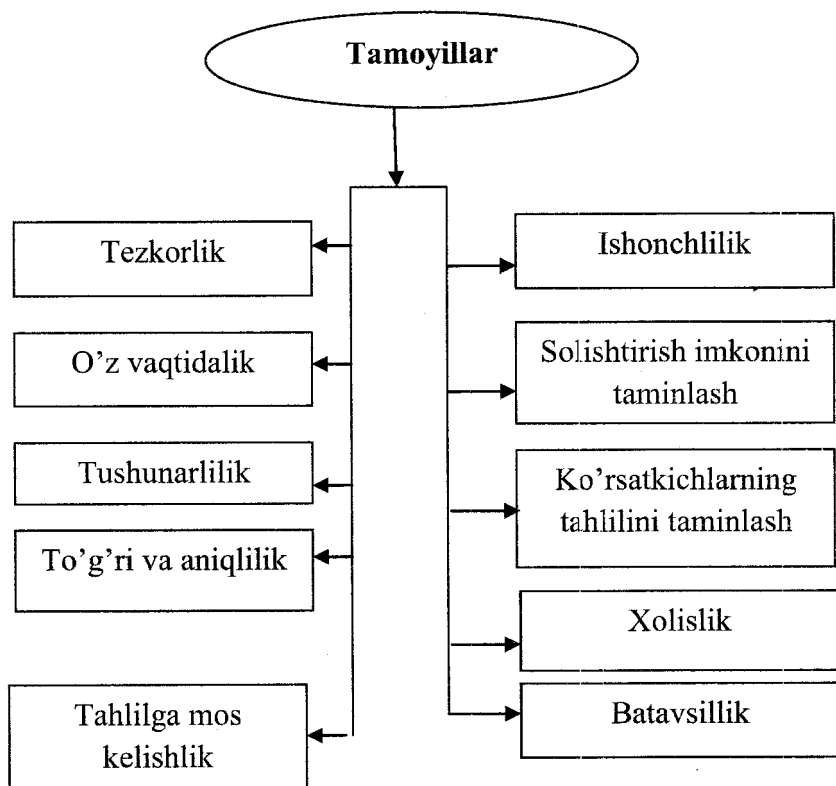 Tamoyillar
Tezkorlik
O’z vaqtidalik
Tushunarlilik
To’g’ri va aniqlilik
Tahlilga mos
kelishlik
Ishonchlilik
Solishtirish imkonini
taminlash
Ko’rsatkichlarning
tahlilini taminlash
Xolislik
Batavsillik